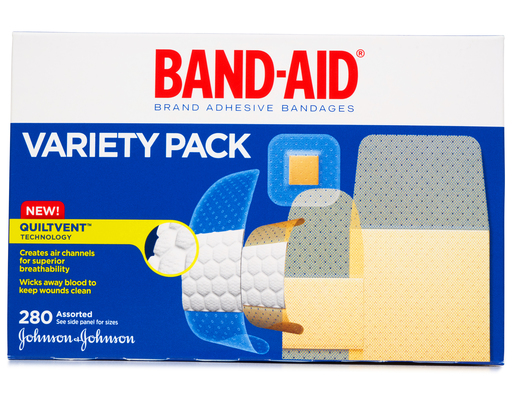 BAND-AID®
BRAND ADHESIVE BANDAGES
VARIETY PACK
NEW!
QUILTVENT™
TECHNOLOGY
Creates air channels
for superior
breathability
Wicks away blood to
keep wounds clean
280 Assorted
See side panel for sizes
Johnson & Johnson